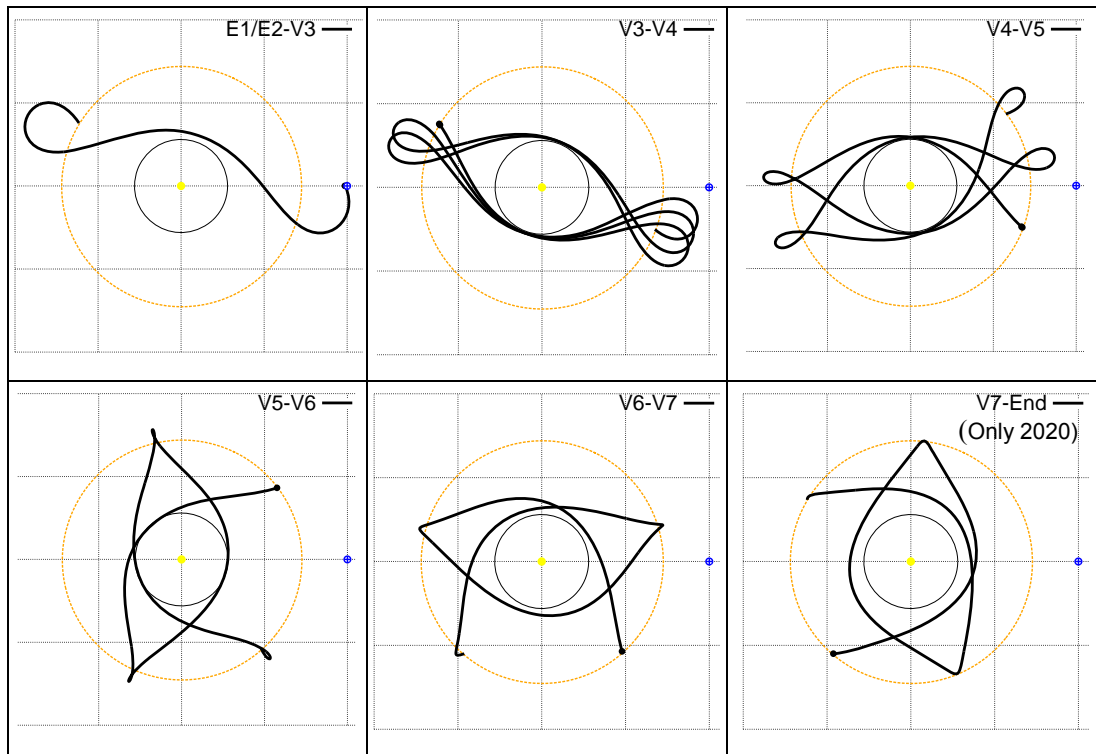 E1/E2-V3
V3-V4
V4-V5
V5-V6
V6-V7
V7-End
(Only 2020)